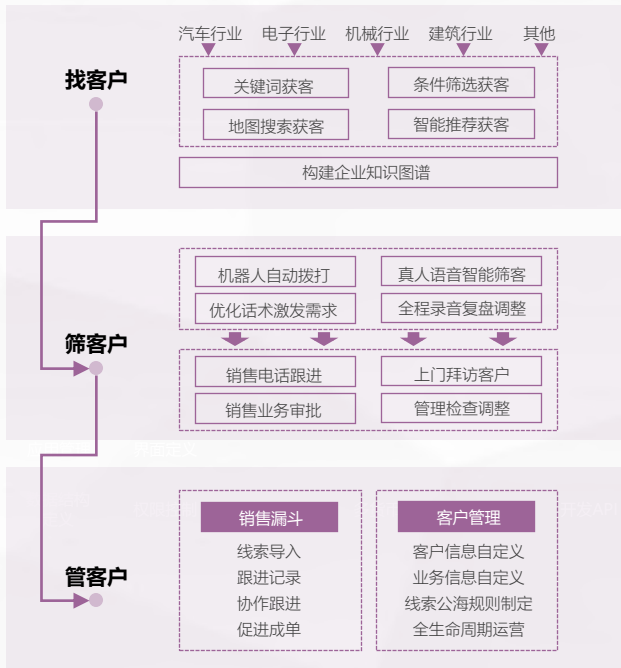 汽车行业 电子行业 机械行业 建筑行业 其他
找客户
关键词获客 条件筛选获客
地图搜索获客 智能推荐获客
构建企业知识图谱
机器人自动拨打 真人语音智能筛客
优化话术激发需求 全程录音复盘调整
筛客户
销售电话跟进 上门拜访客户
销售业务审批 管理检查调整
界面定义
销售漏斗 客户管理
线索导入 客户信息自定义
跟进记录 业务信息自定义
管客户
协作跟进 线索公海规则制定
促进成单 全生命周期运营